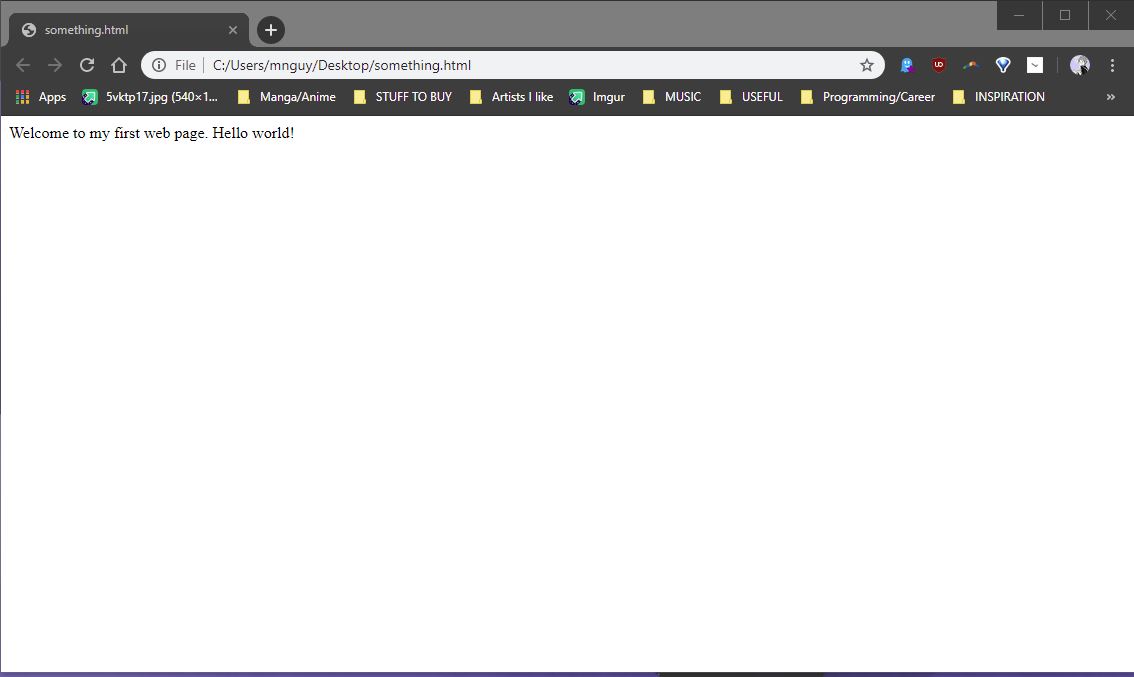 something.html
File C:/Users/mnguy/Desktop/something.html
Apps 5vktp17.jpg (540×1... Manga/Anime STUFF TO BUY Artists I like Imgur MUSIC USEFUL Programming/Career INSPIRATION »
Welcome to my first web page. Hello world!